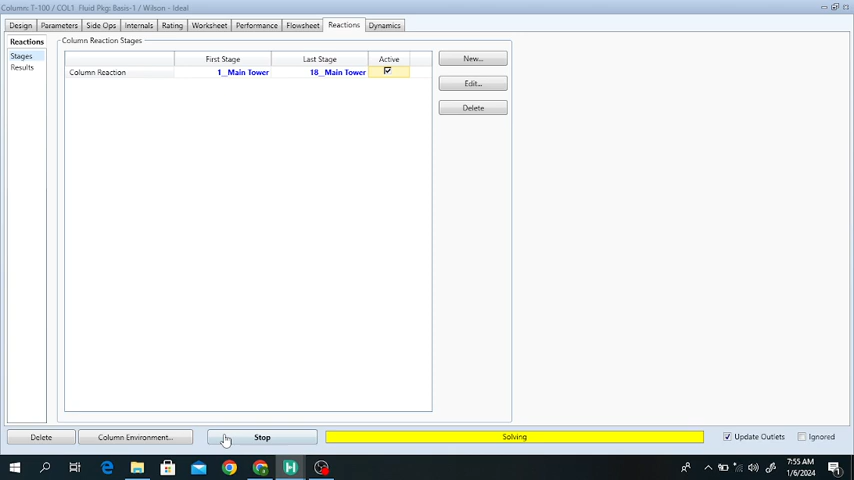 Column: T-100 / COL1 Fluid Pkg: Basis-1 / Wilson - Ideal
Design Parameters Side Ops Internals Rating Worksheet Performance Flowsheet Reactions Dynamics
Reactions
Stages
Results
Column Reaction Stages
First Stage Last Stage Active
Column Reaction 1__Main Tower 18__Main Tower
New...
Edit...
Delete
Delete Column Environment... Stop Solving Update Outlets Ignored
7:55 AM
1/6/2024